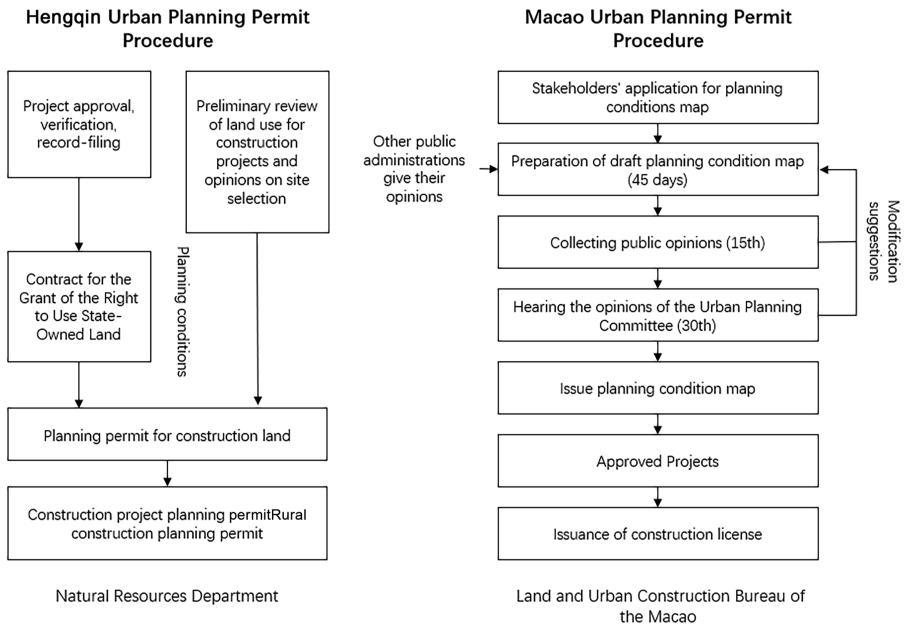 Hengqin Urban Planning Permit
Procedure
Project approval,
verification,
record-filing
Preliminary review
of land use for
construction
projects and
opinions on site
selection
Contract for the
Grant of the Right
to Use State-
Owned Land
Planning conditions
Planning permit for construction land
Construction project planning permitRural
construction planning permit
Natural Resources Department
Macao Urban Planning Permit
Procedure
Stakeholders' application for planning
conditions map
Other public
administrations
give their
opinions
Preparation of draft planning condition map
(45 days)
Collecting public opinions (15th)
Hearing the opinions of the Urban Planning
Committee (30th)
Modification
suggestions
Issue planning condition map
Approved Projects
Issuance of construction license
Land and Urban Construction Bureau of
the Macao